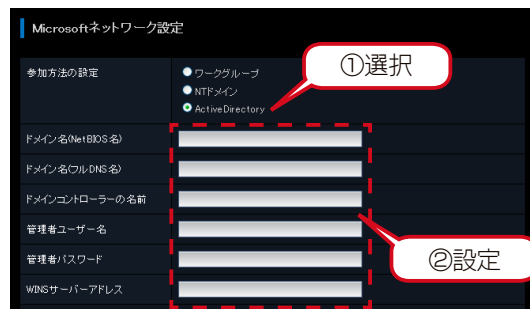 Microsoftネットワーク設定
参加方法の設定
ワークグループ
NTドメイン
ActiveDirectory
①選択
ドメイン名(NetBIOS名)
ドメイン名(フルDNS名)
ドメインコントローラーの名前
管理者ユーザー名
管理者パスワード
②設定
WINSサーバーアドレス